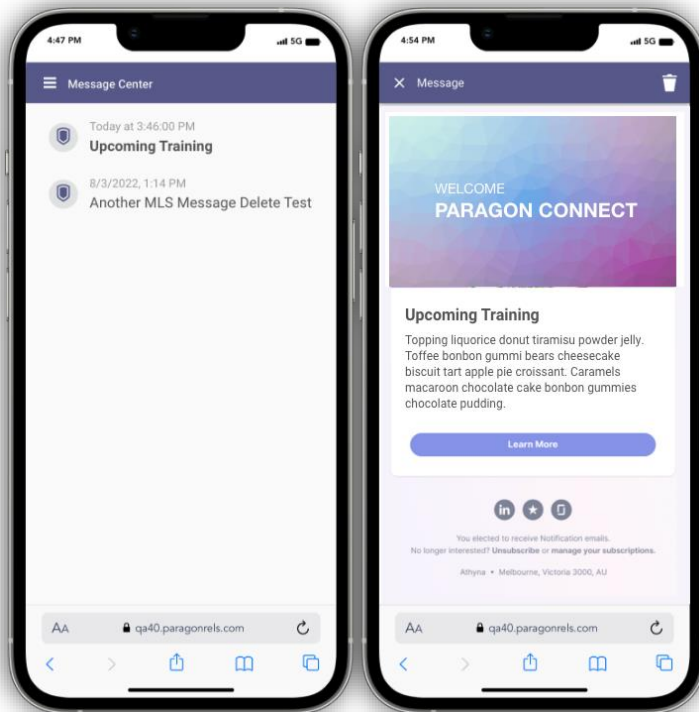 4:47 PM
5G
Message Center
Today at 3:46:00 PM
Upcoming Training
8/3/2022, 1:14 PM
Another MLS Message Delete Test
AA
qa40.paragonrels.com
4:54 PM
5G
Message
WELCOME
PARAGON CONNECT
Upcoming Training
Topping liquorice donut tiramisu powder jelly.
Toffee bonbon gummi bears cheesecake
biscuit tart apple pie croissant. Caramels
macaroon chocolate cake bonbon gummies
chocolate pudding.
Learn More
in
You elected to receive Notification emails.
No longer interested? Unsubscribe or manage your subscriptions.
Athyna • Melbourne, Victoria 3000, AU
AA
qa40.paragonrels.com